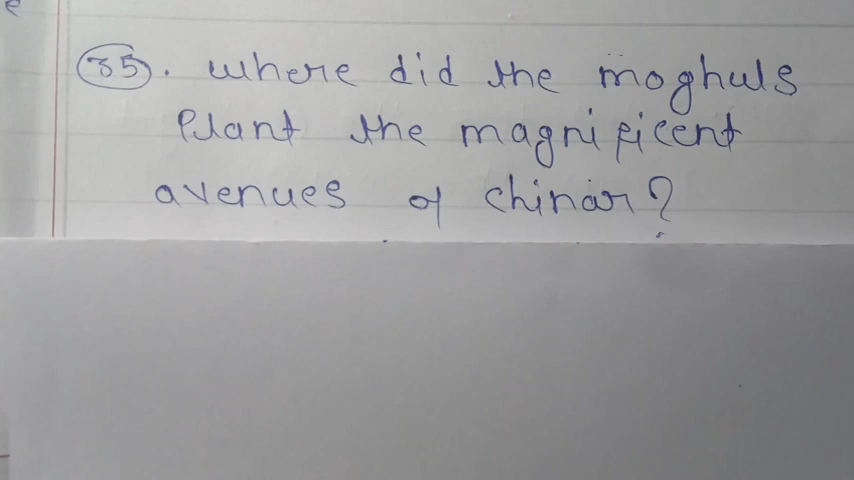 35. where did the moghuls
Plant the magnificent
avenues of chinar?